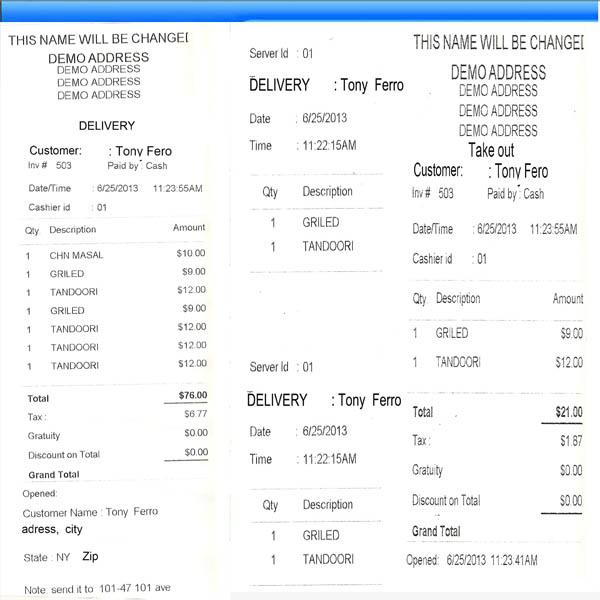 THIS NAME WILL BE CHANGE
DEMO ADDRESS
DEMO ADDRESS
DEMO ADDRESS
DEMO ADDRESS
DELIVERY
Customer: : Tony Fero
Inv # 503 Paid by : Cash
Date/Time : 6/25/2013 11:23:55AM
Cashier id : 01
Qty Description Amount
1 CHN MASAL $10.00
1 GRILED $9.00
1 TANDOORI $12.00
1 GRILED $9.00
1 TANDOORI $12.00
1 TANDOORI $12.00
1 TANDOORI $12.00
Total $76.00
Tax : $6.77
Gratuity $0.00
Discount on Total $0.00
Grand Total
Opened:
Customer Name : Tony Ferro
adress, city
State : NY Zip
Note send it to 101-47 101 ave
Server Id : 01
DELIVERY : Tony Ferro
Date : 6/25/2013
Time : 11:22:15AM
Qty Description
1 GRILED
1 TANDOORI
Server Id : 01
DELIVERY : Tony Ferro
Date : 6/25/2013
Time : 11:22:15AM
Qty Description
1 GRILED
1 TANDOORI
THIS NAME WILL BE CHANGE
DEMO ADDRESS
DEMO ADDRESS
DEMO ADDRESS
DEMO ADDRESS
Take out
Customer: : Tony Fero
Inv # 503 Paid by : Cash
Date/Time : 6/25/2013 11:23:55AM
Cashier id : 01
Qty Description Amount
1 GRILED $9.00
1 TANDOORI $12.00
Total $21.00
Tax : $1.87
Gratuity $0.00
Discount on Total $0.00
Grand Total
Opened: 6/25/2013 11:23:41AM